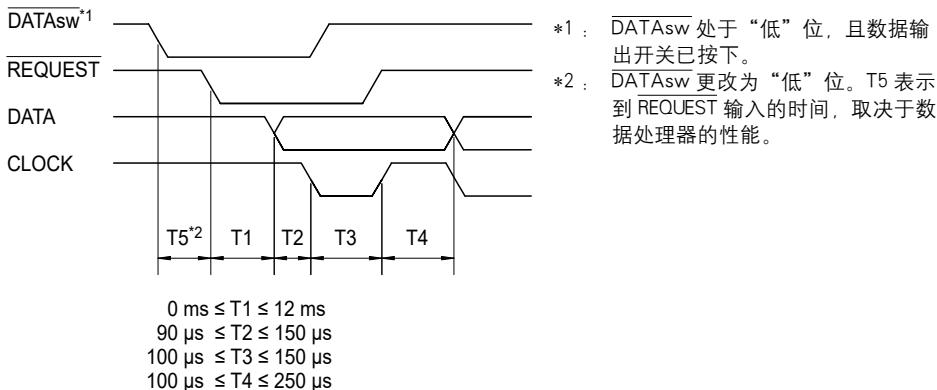 DATAsw*1
REQUEST
DATA
CLOCK
T5*2 T1 T2 T3 T4
0 ms ≤ T1 ≤ 12 ms
90 μs ≤ T2 ≤ 150 μs
100 μs ≤ T3 ≤ 150 μs
100 μs ≤ T4 ≤ 250 μs
*1： DATAsw 处于“低”位，且数据输
出开关已按下。
*2： DATAsw 更改为“低”位。T5 表示
到 REQUEST 输入的时间，取决于数
据处理器的性能。